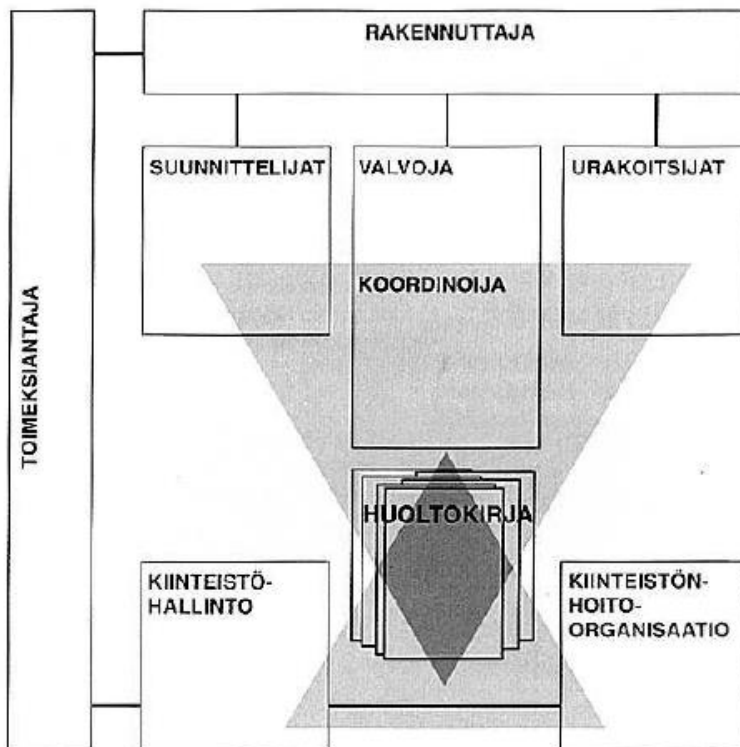 RAKENNUTTAJA
SUUNNITTELIJAT
VALVOJA
URAKOITSIJAT
KOORDINOIJA
TOIMEKSIANTAJA
HUOLTOKIRJA
KIINTEISTÖ-
HALLINTO
KIINTEISTÖN-
HOITO-
ORGANISAATIO